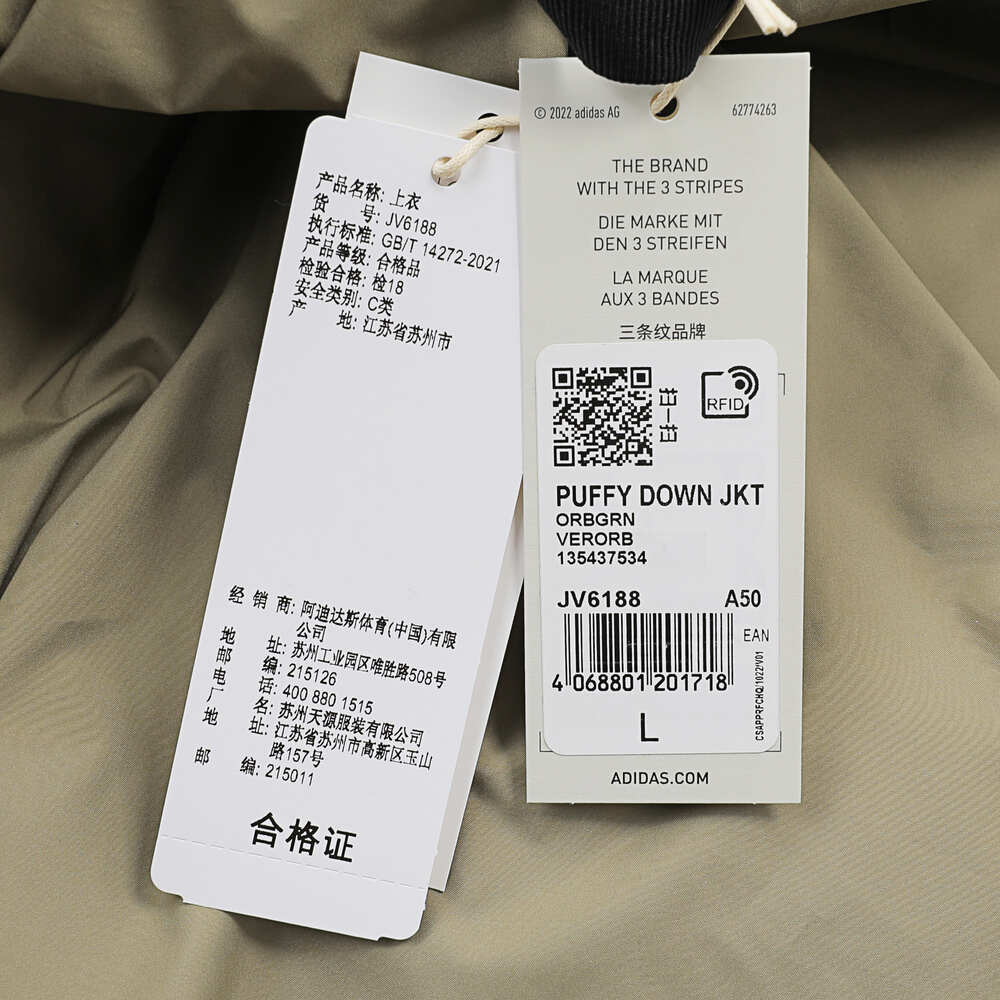 产品名称: 上衣
货 号: JV6188
执行标准: GB/T 14272-2021
产品等级: 合格品
检验合格: 检18
安全类别: C类
产 地: 江苏省苏州市
经 销 商: 阿迪达斯体育(中国)有限
公司
地 址: 苏州工业园区唯胜路508号
邮 编: 215126
电 话: 400 880 1515
厂 名: 苏州天源服装有限公司
地 址: 江苏省苏州市高新区玉山
路157号
邮 编: 215011
合格证
© 2022 adidas AG 62774263
THE BRAND
WITH THE 3 STRIPES
DIE MARKE MIT
DEN 3 STREIFEN
LA MARQUE
AUX 3 BANDES
三条纹品牌
扫一扫
RFID
PUFFY DOWN JKT
ORBGRN
VERORB
135437534
JV6188 A50
EAN
4 068801 201718
CSAPPRFCHQ/1022/V01
L
ADIDAS.COM